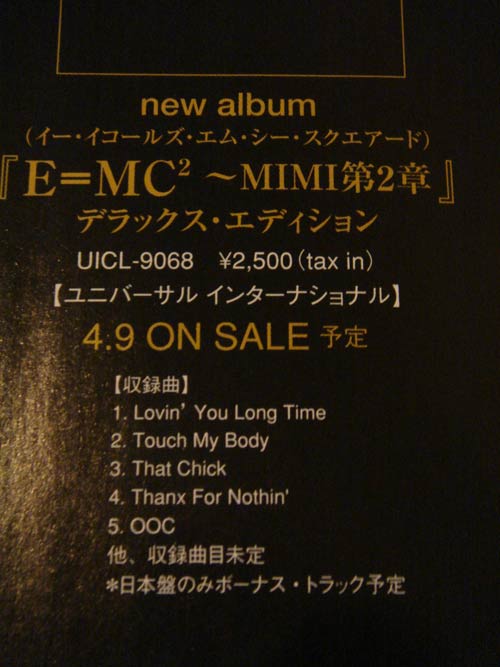 new album
(イー・イコールズ・エム・シー・スクエアード)
『E=MC² ～MIMI第2章』
デラックス・エディション
UICL-9068 ¥2,500(tax in)
【ユニバーサル インターナショナル】
4.9 ON SALE 予定
【収録曲】
1. Lovin' You Long Time
2. Touch My Body
3. That Chick
4. Thanx For Nothin'
5. OOC
他、収録曲目未定
*日本盤のみボーナス・トラック予定